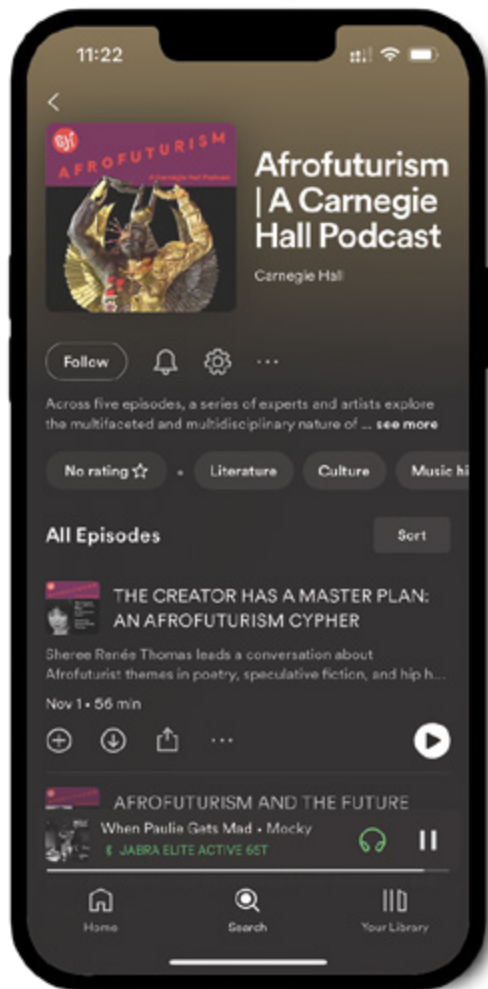 11:22
AFROFUTURISM
A Carnegie Hall Podcast
Afrofuturism
| A Carnegie
Hall Podcast
Carnegie Hall
Follow
Across five episodes, a series of experts and artists explore
the multifaceted and multidisciplinary nature of ... see more
No rating
Literature
Culture
Music hi
All Episodes
Sort
THE CREATOR HAS A MASTER PLAN:
AN AFROFUTURISM CYPHER
Sheree Renée Thomas leads a conversation about
Afrofuturist themes in poetry, speculative fiction, and hip h...
Nov 1 • 56 min
AFROFUTURISM AND THE FUTURE
When Paulie Gets Mad • Mocky
JABRA ELITE ACTIVE 65T
Home
Search
Your Library